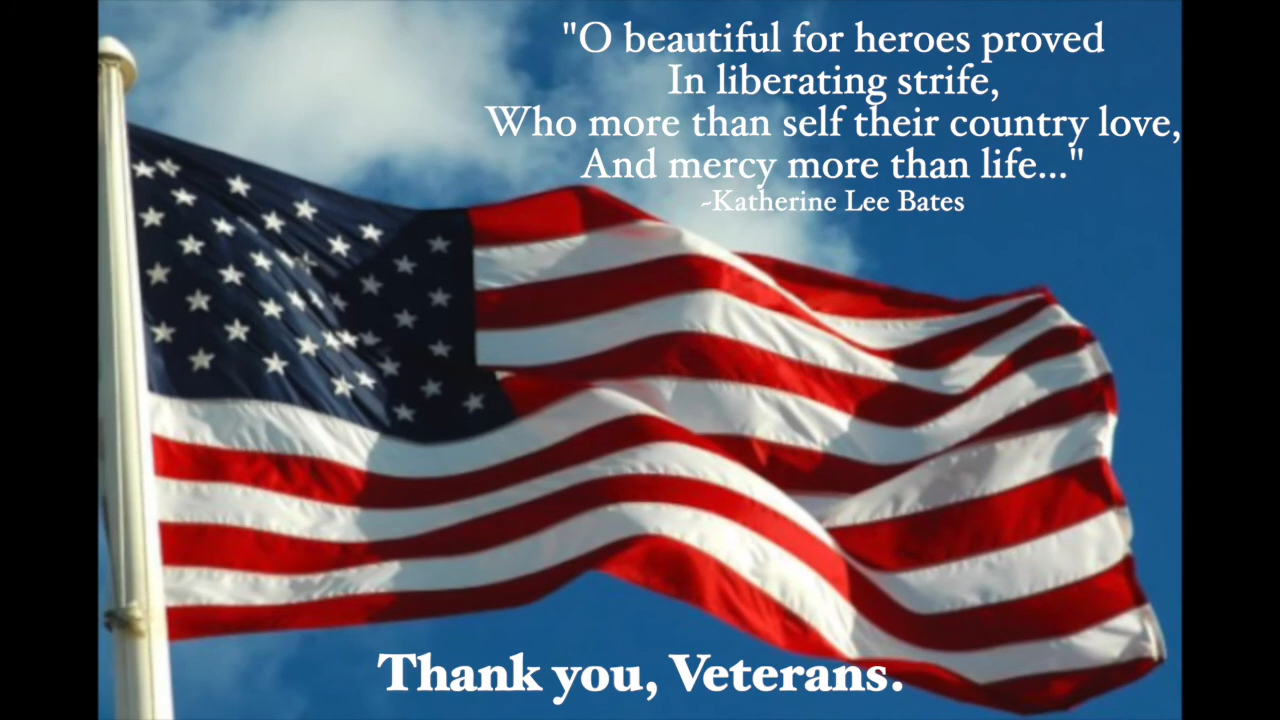 "O beautiful for heroes proved
In liberating strife,
Who more than self their country love,
And mercy more than life..."
-Katherine Lee Bates
Thank you, Veterans.